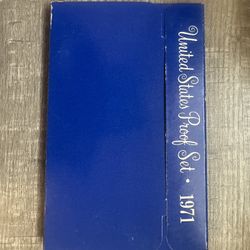 United States Proof Set • 1971